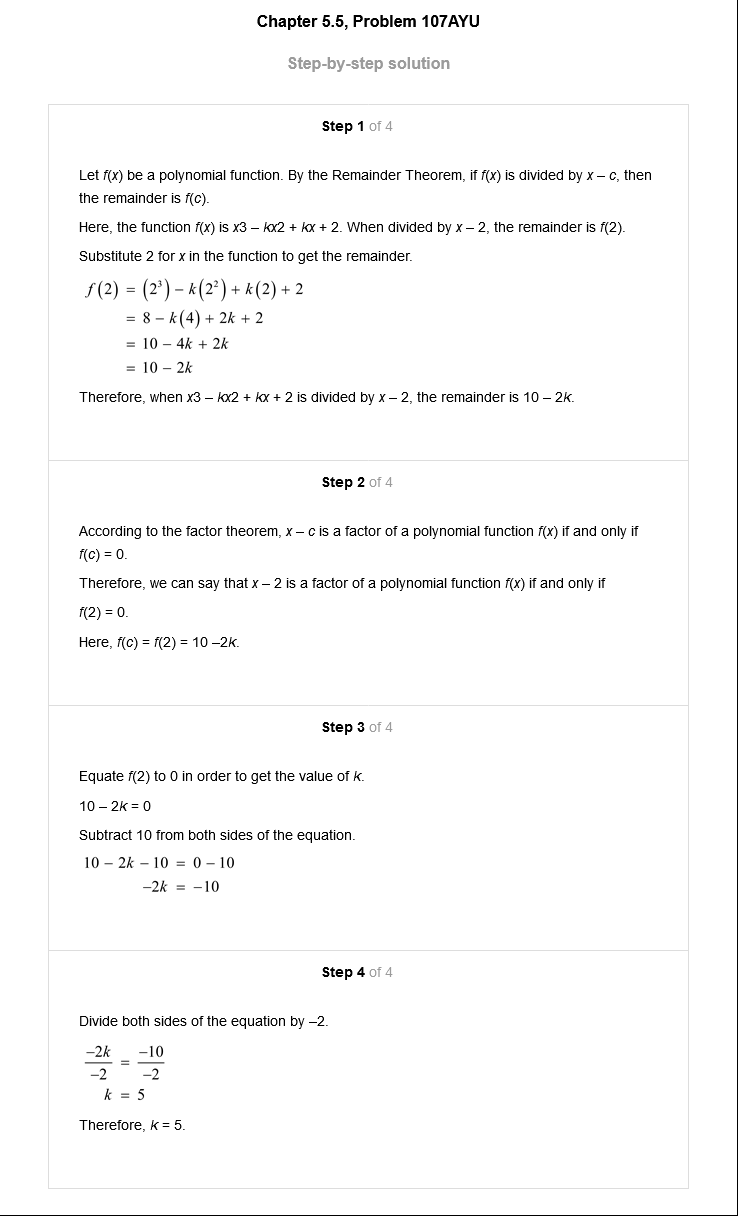 Chapter 5.5, Problem 107AYU
Step-by-step solution
Step 1 of 4
Let f(x) be a polynomial function. By the Remainder Theorem, if f(x) is divided by x – c, then
the remainder is f(c).
Here, the function f(x) is x3 – kx2 + kx + 2. When divided by x – 2, the remainder is f(2).
Substitute 2 for x in the function to get the remainder.
f(2) = (2³) – k(2²) + k(2) + 2
= 8 – k(4) + 2k + 2
= 10 – 4k + 2k
= 10 – 2k
Therefore, when x3 – kx2 + kx + 2 is divided by x – 2, the remainder is 10 – 2k.
Step 2 of 4
According to the factor theorem, x – c is a factor of a polynomial function f(x) if and only if
f(c) = 0.
Therefore, we can say that x – 2 is a factor of a polynomial function f(x) if and only if
f(2) = 0.
Here, f(c) = f(2) = 10 –2k.
Step 3 of 4
Equate f(2) to 0 in order to get the value of k.
10 – 2k = 0
Subtract 10 from both sides of the equation.
10 – 2k – 10 = 0 – 10
–2k = –10
Step 4 of 4
Divide both sides of the equation by –2.
–2k/–2 = –10/–2
k = 5
Therefore, k = 5.